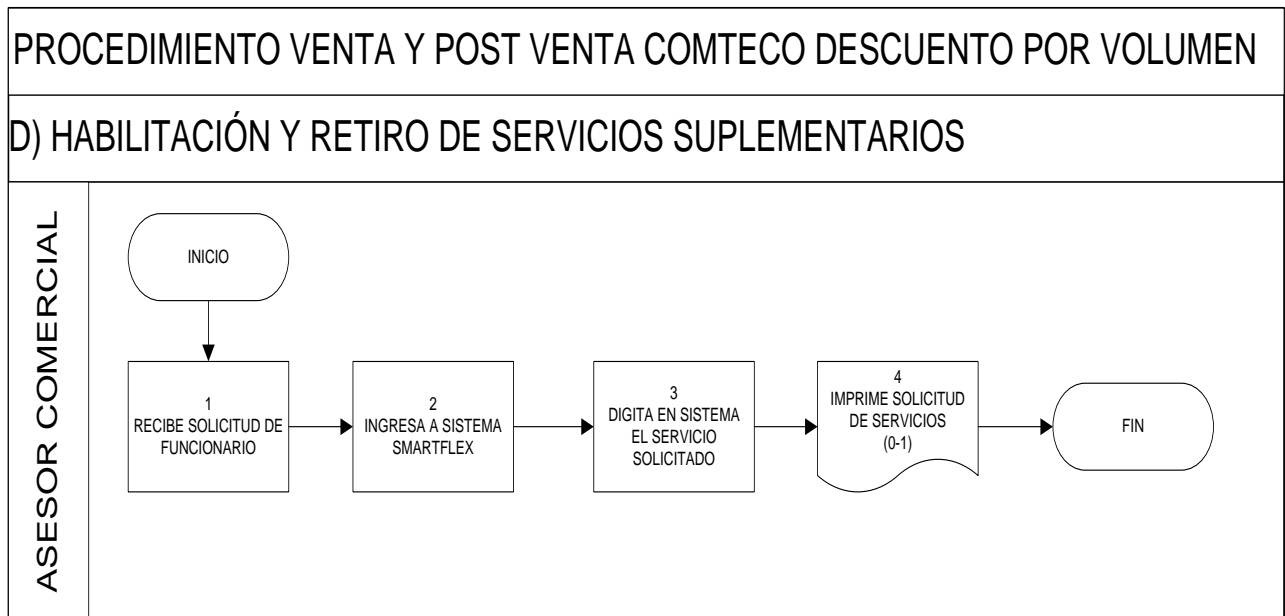 PROCEDIMIENTO VENTA Y POST VENTA COMTECO DESCUENTO POR VOLUMEN
D) HABILITACIÓN Y RETIRO DE SERVICIOS SUPLEMENTARIOS
ASESOR COMERCIAL
INICIO
1
RECIBE SOLICITUD DE
FUNCIONARIO
2
INGRESA A SISTEMA
SMARTFLEX
3
DIGITA EN SISTEMA
EL SERVICIO
SOLICITADO
4
IMPRIME SOLICITUD
DE SERVICIOS
(0-1)
FIN